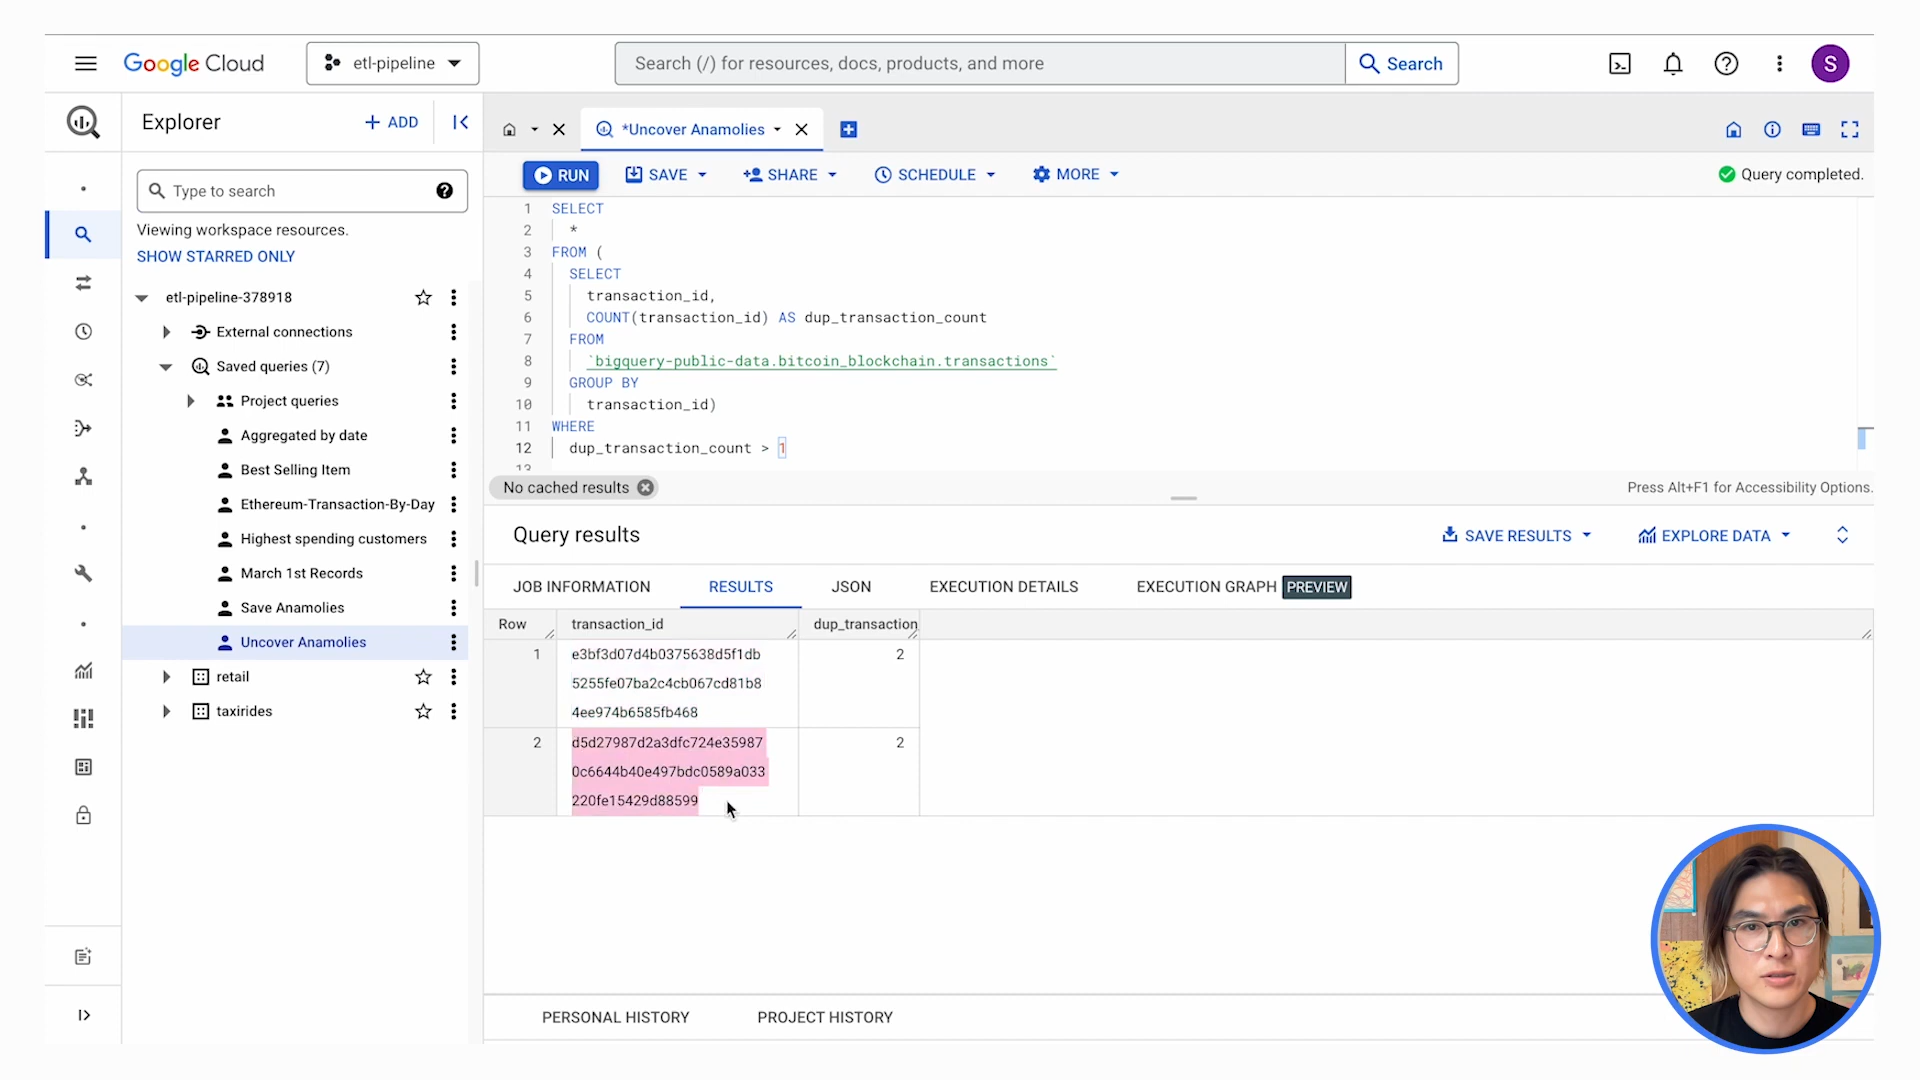 Google Cloud
etl-pipeline
Search (/) for resources, docs, products, and more
Search
S
Explorer
+ ADD
*Uncover Anamolies
RUN
SAVE
SHARE
SCHEDULE
MORE
Query completed.
Type to search
Viewing workspace resources.
SHOW STARRED ONLY
etl-pipeline-378918
External connections
Saved queries (7)
Project queries
Aggregated by date
Best Selling Item
Ethereum-Transaction-By-Day
Highest spending customers
March 1st Records
Save Anamolies
Uncover Anamolies
retail
taxirides
1 SELECT
2 *
3 FROM (
4 SELECT
5 transaction_id,
6 COUNT(transaction_id) AS dup_transaction_count
7 FROM
8 `bigquery-public-data.bitcoin_blockchain.transactions`
9 GROUP BY
10 transaction_id)
11 WHERE
12 dup_transaction_count > 1
13
No cached results
Press Alt+F1 for Accessibility Options.
Query results
SAVE RESULTS
EXPLORE DATA
JOB INFORMATION
RESULTS
JSON
EXECUTION DETAILS
EXECUTION GRAPH PREVIEW
Row transaction_id dup_transaction
1 e3bf3d07d4b0375638d5f1db 2
5255fe07ba2c4cb067cd81b8
4ee974b6585fb468
2 d5d27987d2a3dfc724e35987 2
0c6644b40e497bdc0589a033
220fe15429d88599
PERSONAL HISTORY
PROJECT HISTORY